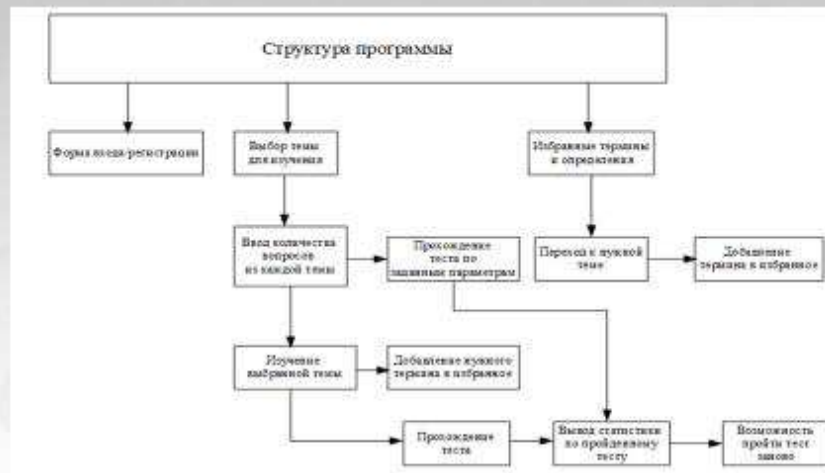 Структура программы
Форма входа/регистрации
Выбор темы
для изучения
Избранные термины
и определения
Ввод количества
вопросов
из каждой темы
Прохождение
теста по
заданным параметрам
Переход к нужной
теме
Добавление
термина в избранное
Изучение
выбранной темы
Добавление нужного
термина в избранное
Прохождение
теста
Вывод статистики
по пройденному
тесту
Возможность
пройти тест
заново